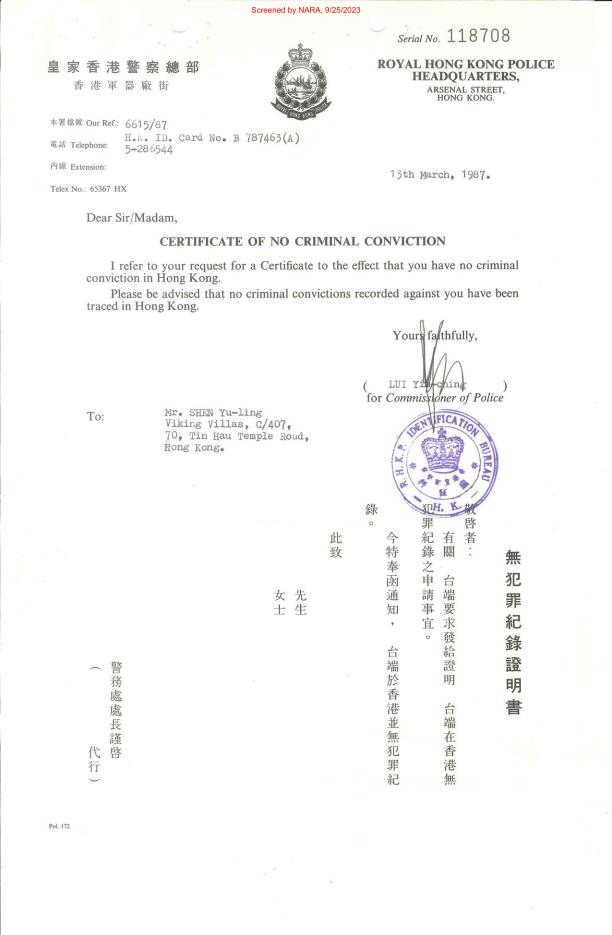 Screened by NARA, 9/25/2023
Serial No. 118708
皇家香港警察總部
香港軍器廠街
ROYAL HONG KONG POLICE
HEADQUARTERS,
ARSENAL STREET,
HONG KONG.
ROYAL HONG KONG POLICE
本署檔號 Our Ref.: 6615/87
H.K. ID. Card No. B 787463(A)
電話 Telephone: 5-286544
內線 Extension:
13th March, 1987.
Telex No.: 65367 HX
Dear Sir/Madam,
CERTIFICATE OF NO CRIMINAL CONVICTION
I refer to your request for a Certificate to the effect that you have no criminal
conviction in Hong Kong.
Please be advised that no criminal convictions recorded against you have been
traced in Hong Kong.
Yours faithfully,
( LUI Yin-ching )
for Commissioner of Police
To:
Mr. SHEN Yu-ling
Viking Villas, C/407,
70, Tin Hau Temple Road,
Hong Kong.
R.H.K.P. IDENTIFICATION BUREAU
H. K.
無犯罪紀錄證明書
敬啓者：
有關 台端要求發給證明 台端在香港無
犯罪紀錄之申請事宜。
今特奉函通知， 台端於香港並無犯罪紀
錄。
此致
先生
女士
警務處處長謹啓
（ 代行）
Pol. 172